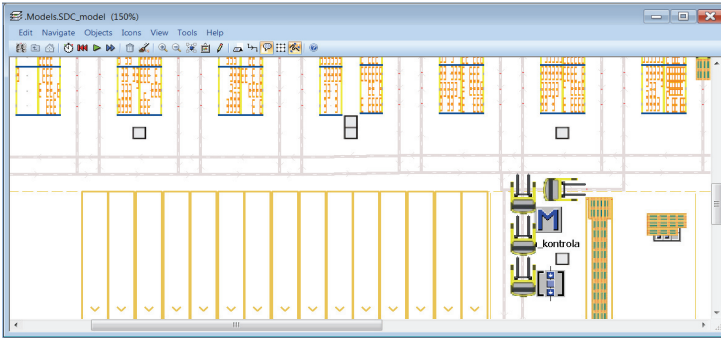 .Models.SDC_model (150%)
Edit Navigate Objects Icons View Tools Help
M
_kontrola